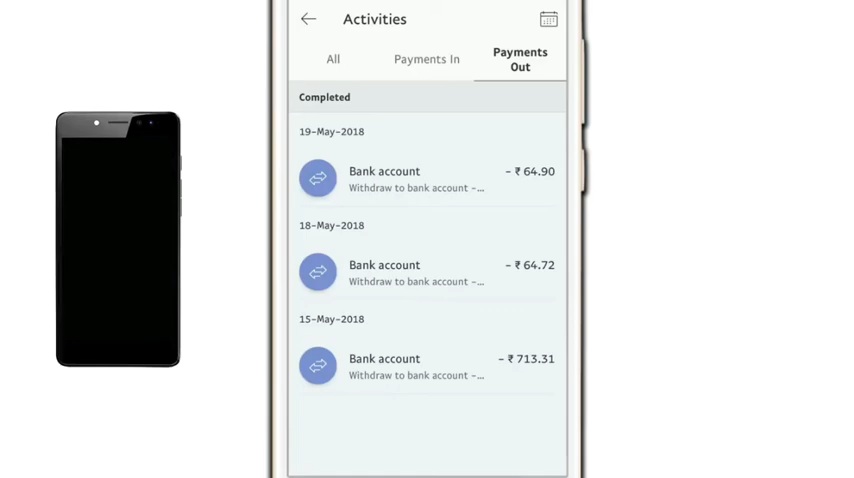 Activities
All
Payments In
Payments
Out
Completed
19-May-2018
Bank account
- ₹ 64.90
Withdraw to bank account -...
18-May-2018
Bank account
- ₹ 64.72
Withdraw to bank account -...
15-May-2018
Bank account
- ₹ 713.31
Withdraw to bank account -...